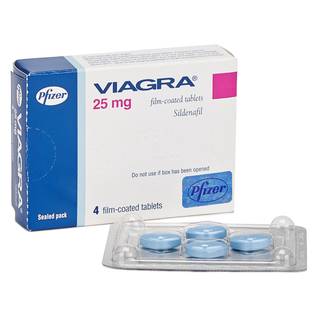 Pfizer
VIAGRA®
25 mg
film-coated tablets
Sildenafil
Do not use if box has been opened
Sealed pack
4 film-coated tablets
Pfizer